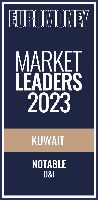 EUROMONEY
MARKET
LEADERS
2023
KUWAIT
NOTABLE
D&I